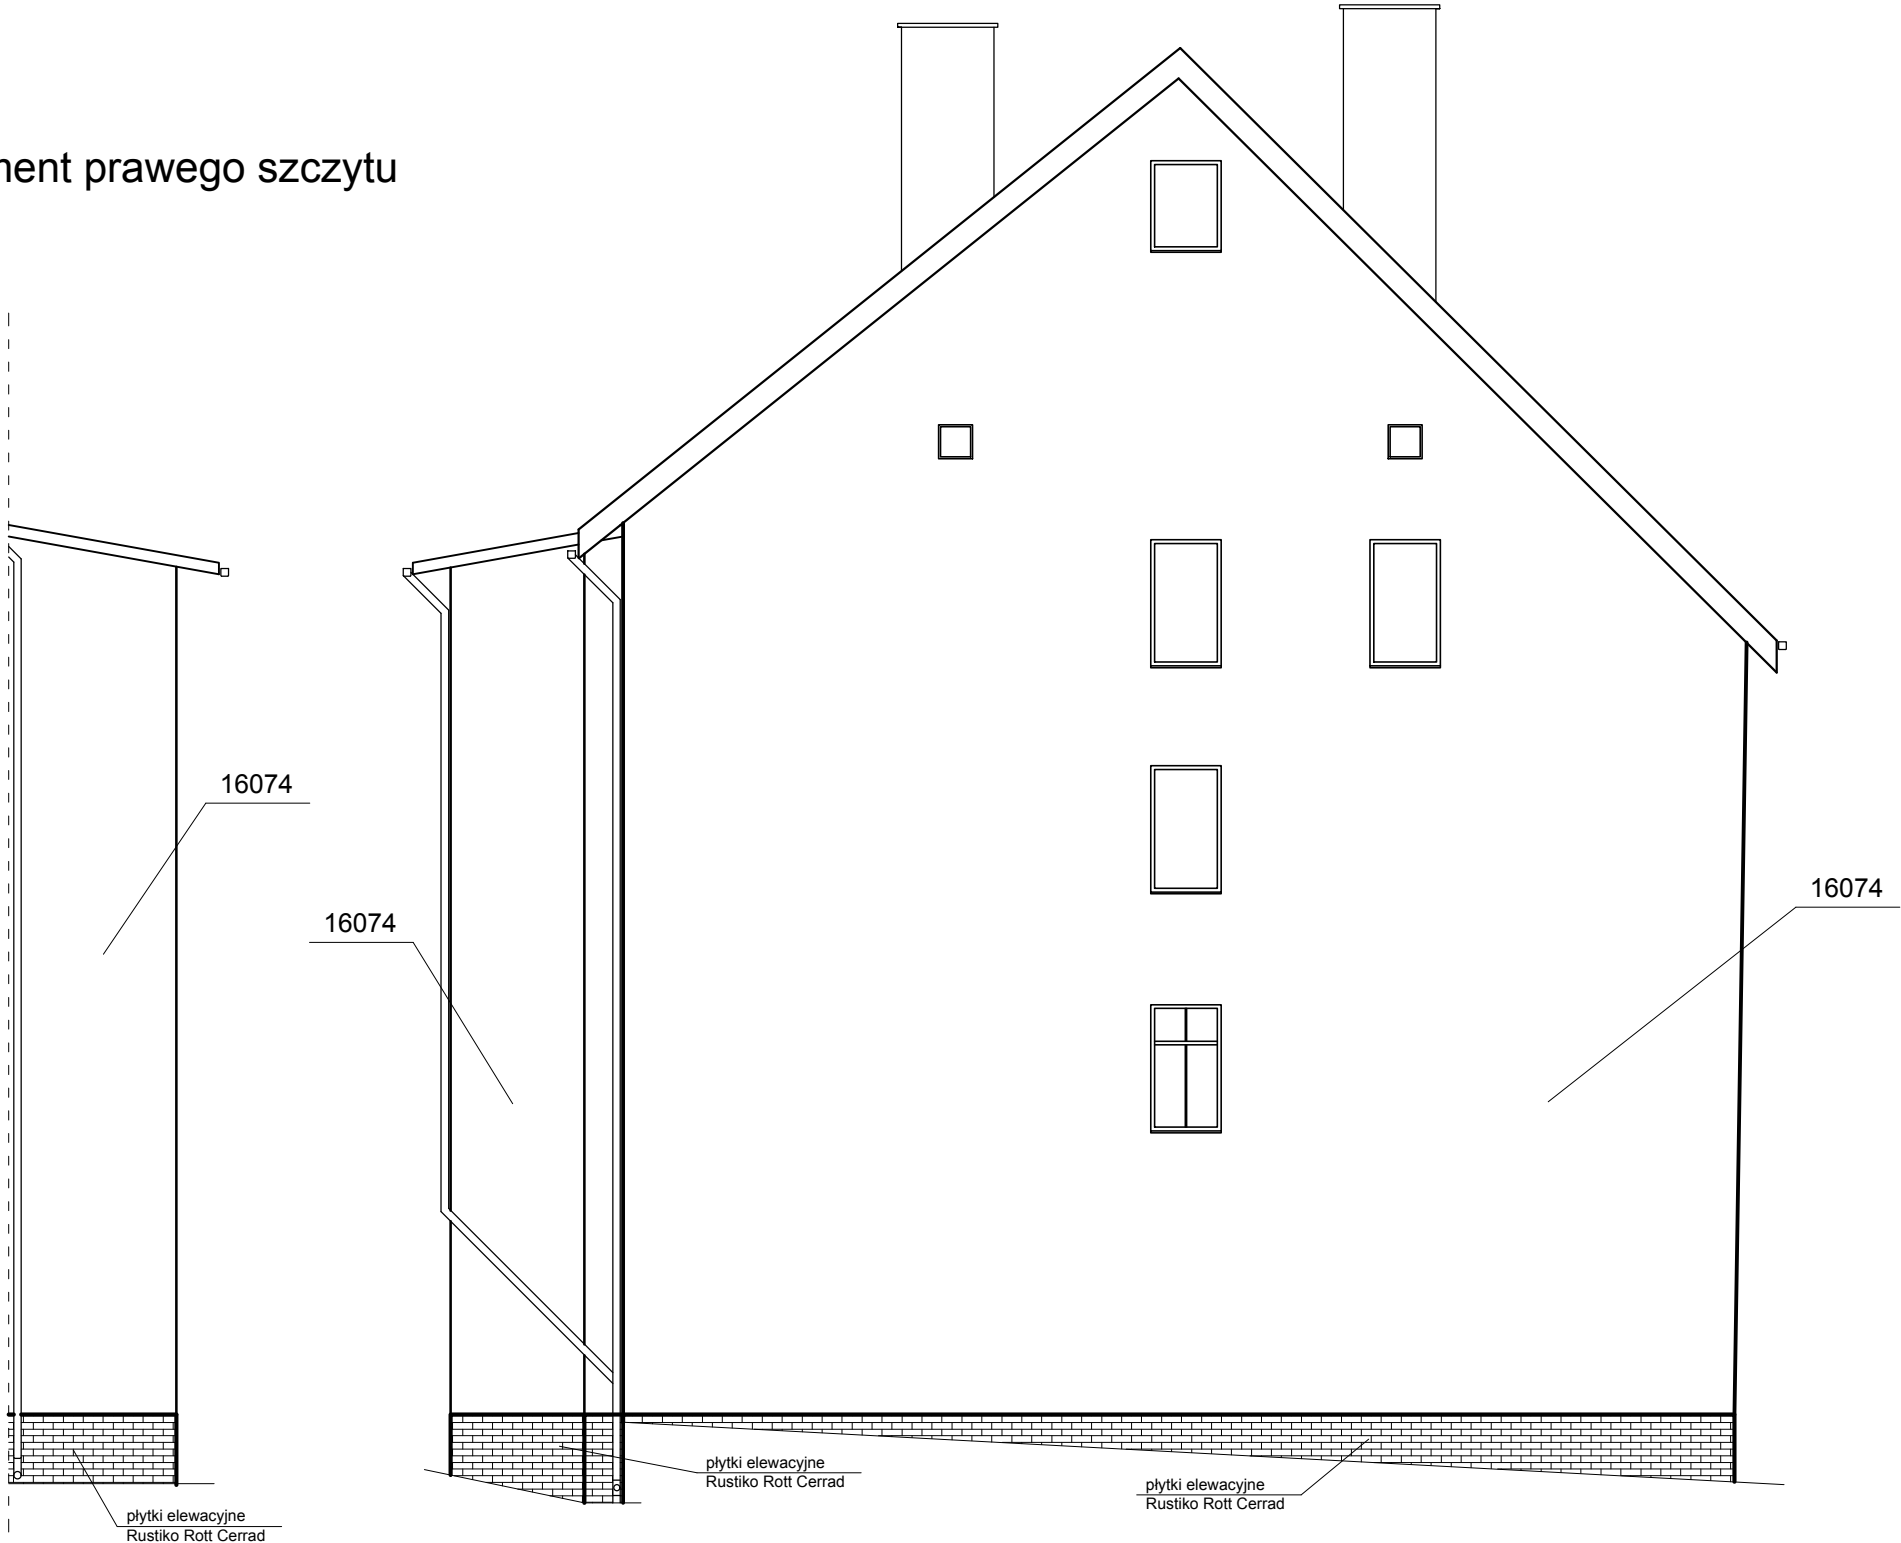 prawego szczytu
16074
16074
16074
płytki elewacyjne
Rustiko Rott Cerrad
płytki elewacyjne
Rustiko Rott Cerrad
płytki elewacyjne
Rustiko Rott Cerrad